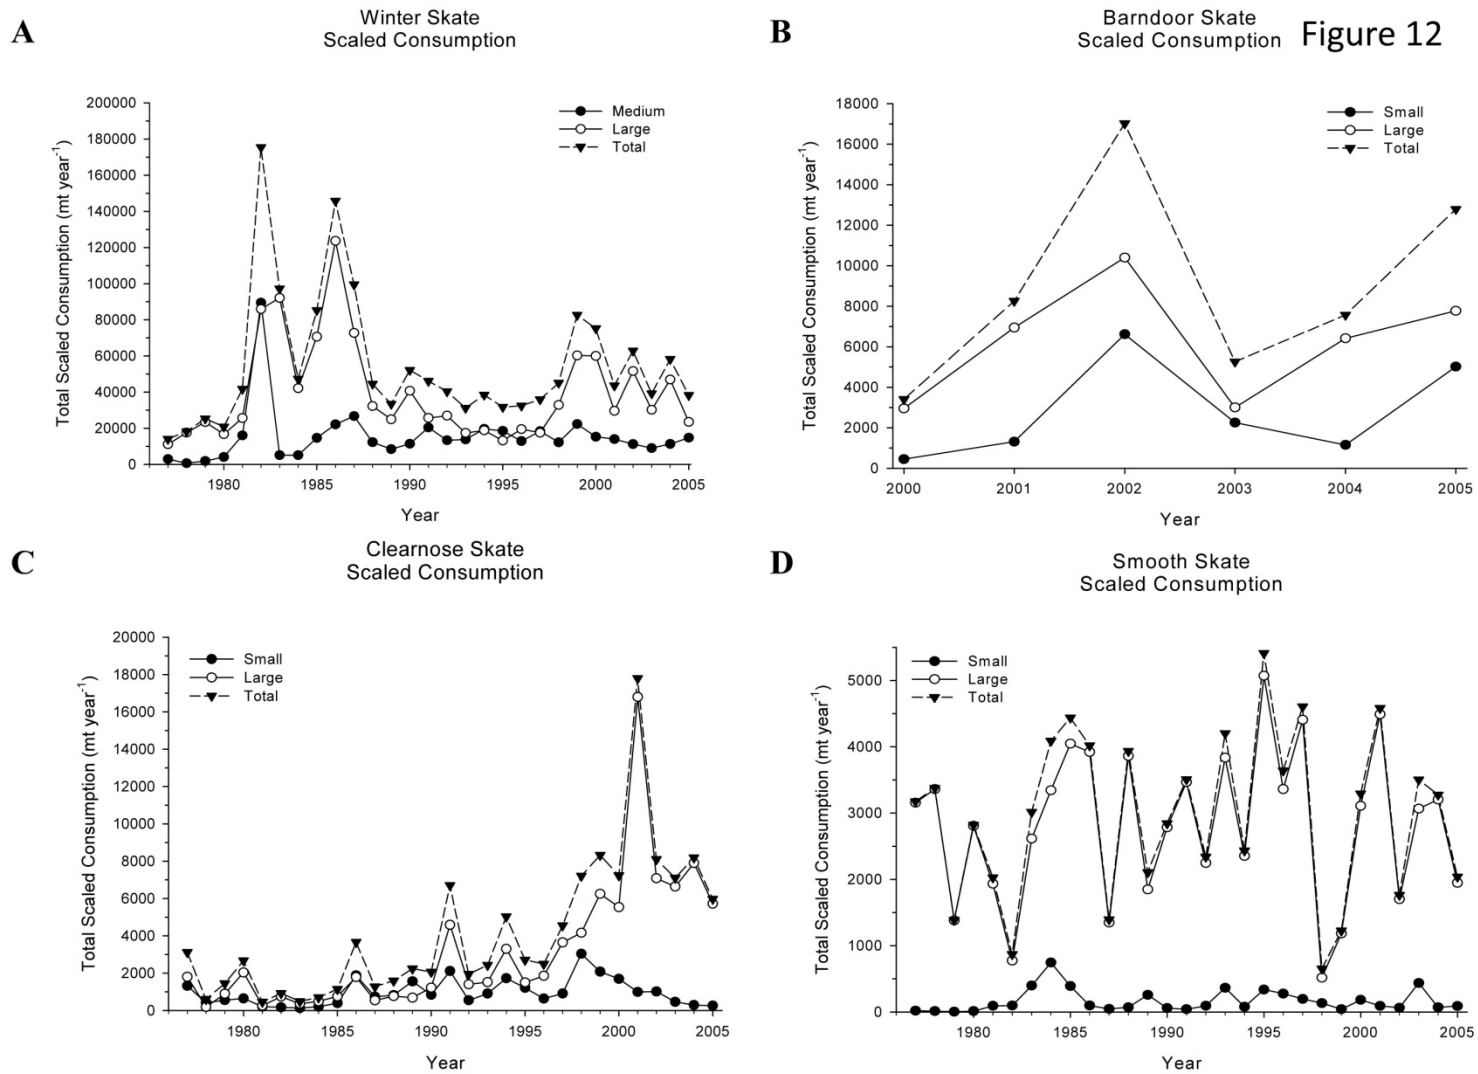 A
Winter Skate
Scaled Consumption
Total Scaled Consumption (mt year-1)
200000
180000
160000
140000
120000
100000
80000
60000
40000
20000
0
Medium
Large
Total
1980 1985 1990 1995 2000 2005
Year
B
Barndoor Skate
Scaled Consumption
Figure 12
Total Scaled Consumption (mt year-1)
18000
16000
14000
12000
10000
8000
6000
4000
2000
0
Small
Large
Total
2000 2001 2002 2003 2004 2005
Year
C
Clearnose Skate
Scaled Consumption
Total Scaled Consumption (mt year-1)
20000
18000
16000
14000
12000
10000
8000
6000
4000
2000
0
Small
Large
Total
1980 1985 1990 1995 2000 2005
Year
D
Smooth Skate
Scaled Consumption
Total Scaled Consumption (mt year-1)
5000
4000
3000
2000
1000
0
Small
Large
Total
1980 1985 1990 1995 2000 2005
Year